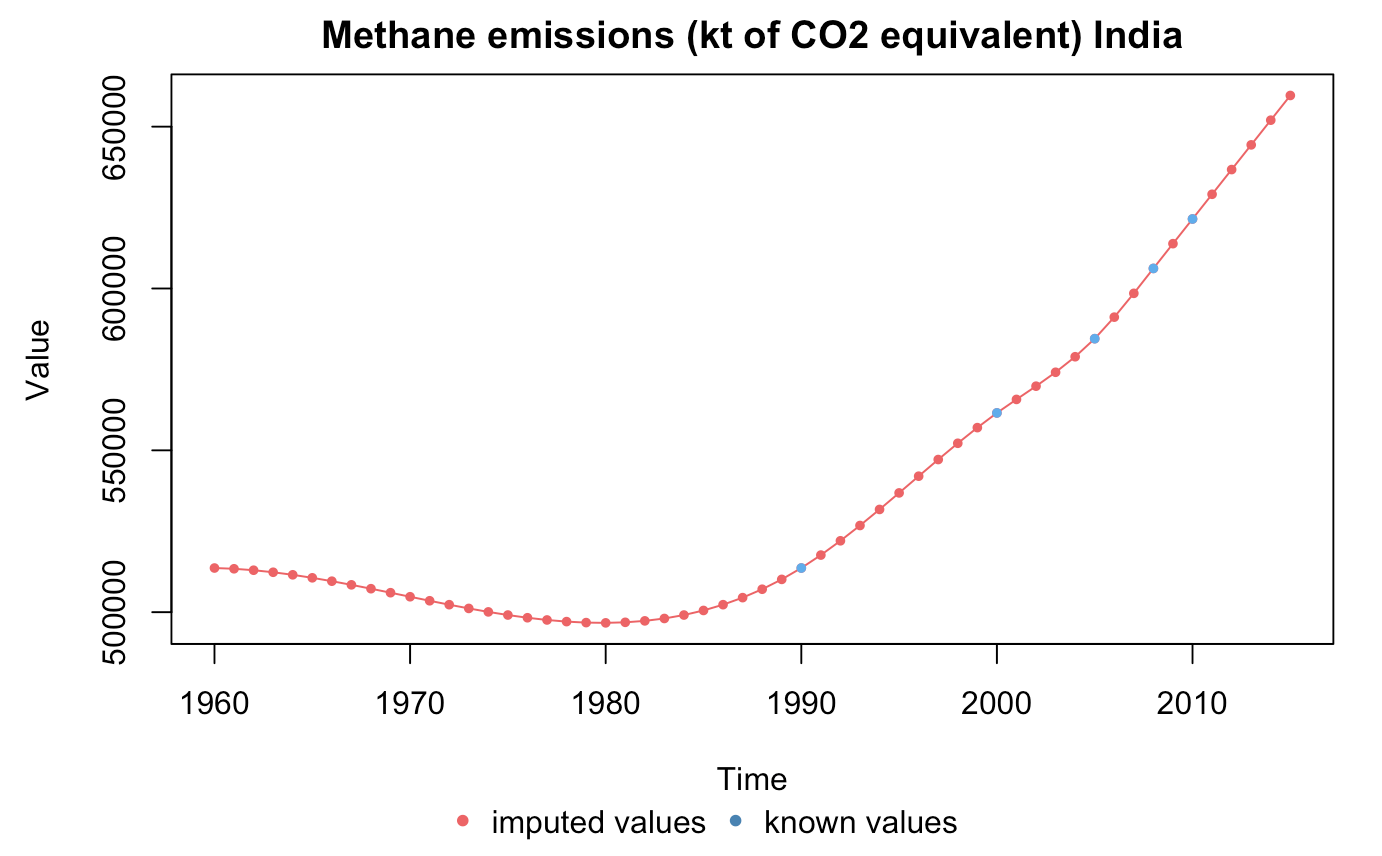 Methane emissions (kt of CO2 equivalent) India
Value
650000
600000
550000
500000
1960 1970 1980 1990 2000 2010
Time
imputed values known values